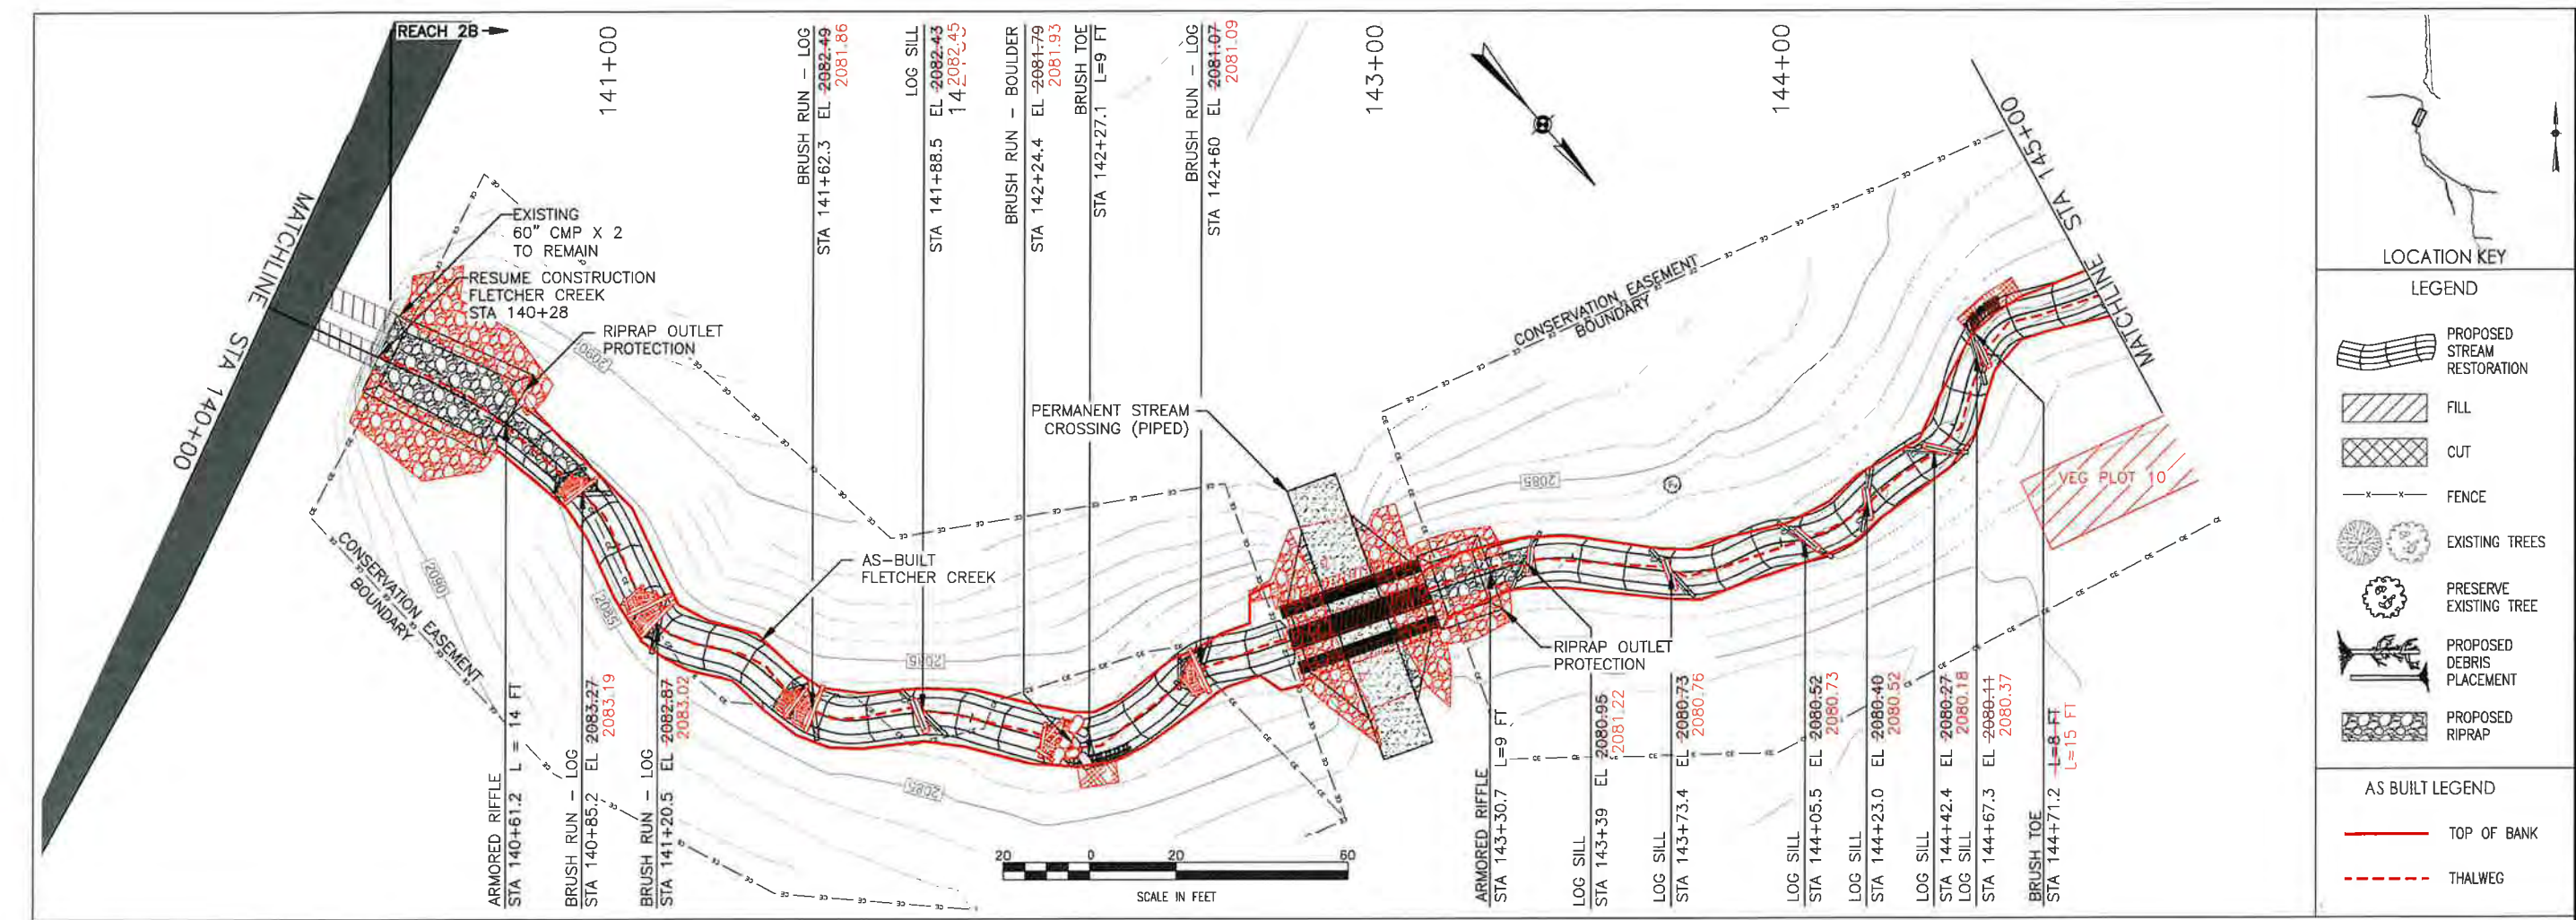 REACH 2B
141+00
BRUSH RUN - LOG
STA 141+62.3 EL 2082.49
2081.86
LOG SILL
STA 141+88.5 EL 2082.43
2082.45
BRUSH RUN - BOULDER
STA 142+24.4 EL 2081.79
2081.93
BRUSH TOE
STA 142+27.1 L=9 FT
BRUSH RUN - LOG
STA 142+60 EL 2081.07
2081.09
143+00
144+00
MATCHLINE STA 145+00
MATCHLINE STA 140+00
EXISTING
60" CMP X 2
TO REMAIN
RESUME CONSTRUCTION
FLETCHER CREEK
STA 140+28
RIPRAP OUTLET
PROTECTION
2090
CONSERVATION EASEMENT
BOUNDARY
2090
2085
CONSERVATION EASEMENT
BOUNDARY
PERMANENT STREAM
CROSSING (PIPED)
AS-BUILT
FLETCHER CREEK
2085
2085
2085
RIPRAP OUTLET
PROTECTION
VEG PLOT 10
ARMORED RIFFLE
STA 140+61.2 L= 14 FT
BRUSH RUN - LOG
STA 140+85.2 EL 2083.27
2083.19
BRUSH RUN - LOG
STA 141+20.5 EL 2082.87
2083.02
ARMORED RIFFLE
STA 143+30.7 L=9 FT
LOG SILL
STA 143+39 EL 2080.95
2081.22
LOG SILL
STA 143+73.4 EL 2080.73
2080.76
LOG SILL
STA 144+05.5 EL 2080.52
2080.73
LOG SILL
STA 144+23.0 EL 2080.40
2080.52
LOG SILL
STA 144+42.4 EL 2080.27
2080.18
LOG SILL
STA 144+67.3 EL 2080.11
2080.37
BRUSH TOE
STA 144+71.2 L=8 FT
L=15 FT
20 0 20 60
SCALE IN FEET
LOCATION KEY
LEGEND
PROPOSED
STREAM
RESTORATION
FILL
CUT
FENCE
EXISTING TREES
PRESERVE
EXISTING TREE
PROPOSED
DEBRIS
PLACEMENT
PROPOSED
RIPRAP
AS BUILT LEGEND
TOP OF BANK
THALWEG